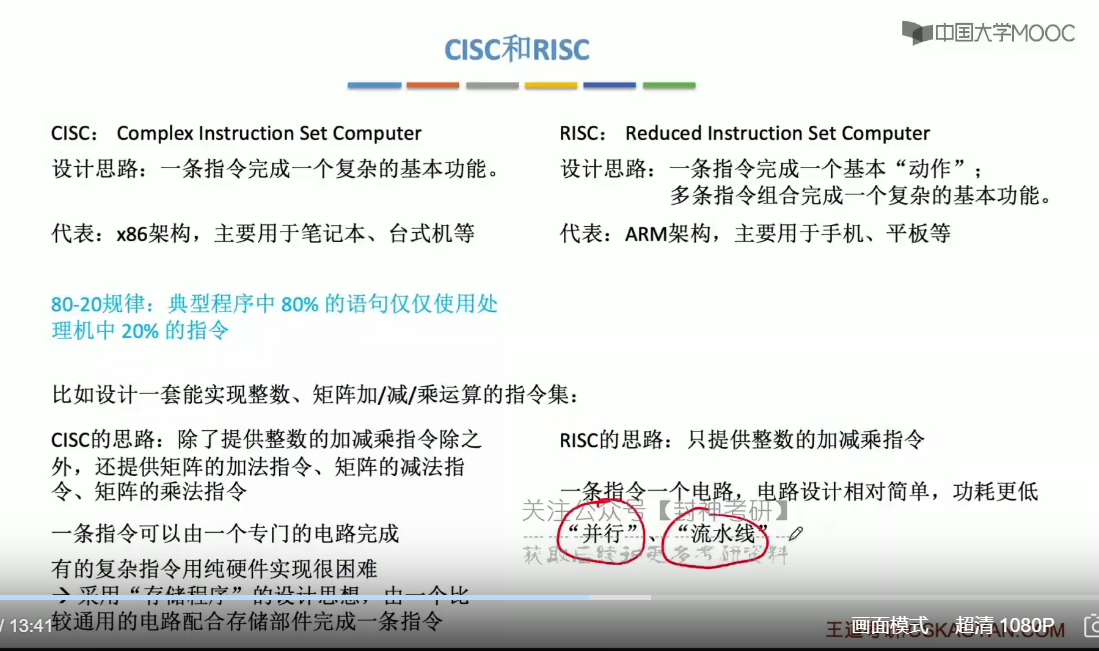 中国大学MOOC
CISC和RISC
CISC： Complex Instruction Set Computer
设计思路：一条指令完成一个复杂的基本功能。
代表：x86架构，主要用于笔记本、台式机等
RISC： Reduced Instruction Set Computer
设计思路：一条指令完成一个基本“动作”；
多条指令组合完成一个复杂的基本功能。
代表：ARM架构，主要用于手机、平板等
80-20规律：典型程序中 80% 的语句仅仅使用处
理机中 20% 的指令
比如设计一套能实现整数、矩阵加/减/乘运算的指令集：
CISC的思路：除了提供整数的加减乘指令除之
外，还提供矩阵的加法指令、矩阵的减法指
令、矩阵的乘法指令
一条指令可以由一个专门的电路完成
有的复杂指令用纯硬件实现很困难
→ 采用“存储程序”的设计思想，由一个比
较通用的电路配合存储部件完成一条指令
RISC的思路：只提供整数的加减乘指令
一条指令一个电路，电路设计相对简单，功耗更低
关注公众号【封神考研】
“并行”、“流水线”
获取后续和更多考研资料
/ 13:41
画面模式
超清 1080P
王道考研/CSKAOYAN.COM